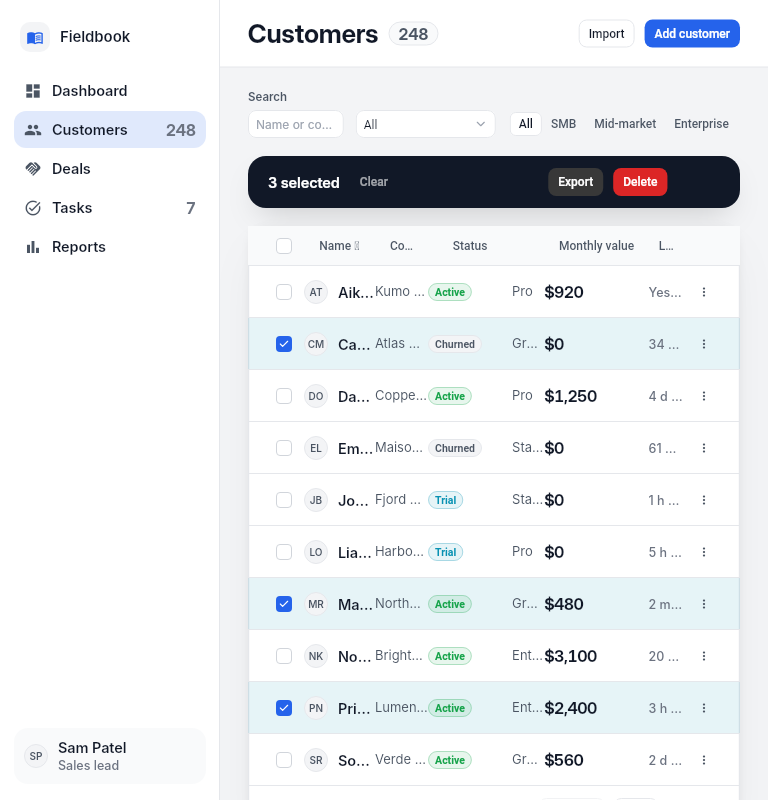 Fieldbook
Dashboard
Customers 248
Deals
Tasks 7
Reports
SP
Sam Patel
Sales lead
Customers 248
Import
Add customer
Search
Name or co...
All
All SMB Mid-market Enterprise
3 selected Clear Export Delete
Name Co... Status Monthly value L...
AT Aik... Kumo ... Active Pro $920 Yes...
CM Ca... Atlas ... Churned Gr... $0 34 ...
DO Da... Coppe... Active Pro $1,250 4 d ...
EL Em... Maiso... Churned Sta... $0 61 ...
JB Jo... Fjord ... Trial Sta... $0 1 h ...
LO Lia... Harbo... Trial Pro $0 5 h ...
MR Ma... North... Active Gr... $480 2 m...
NK No... Bright... Active Ent... $3,100 20 ...
PN Pri... Lumen... Active Ent... $2,400 3 h ...
SR So... Verde ... Active Gr... $560 2 d ...